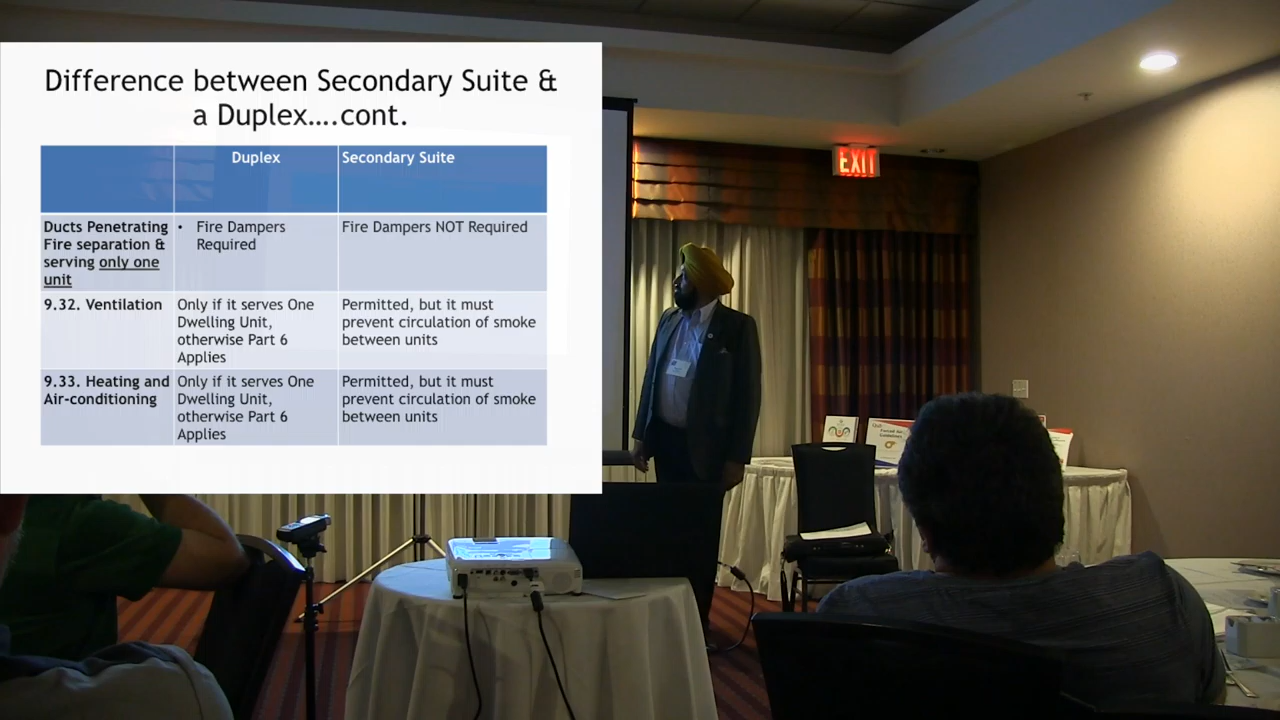 Difference between Secondary Suite &
a Duplex....cont.
Duplex
Secondary Suite
Ducts Penetrating
Fire separation &
serving only one
unit
• Fire Dampers
Required
Fire Dampers NOT Required
9.32. Ventilation
Only if it serves One
Dwelling Unit,
otherwise Part 6
Applies
Permitted, but it must
prevent circulation of smoke
between units
9.33. Heating and
Air-conditioning
Only if it serves One
Dwelling Unit,
otherwise Part 6
Applies
Permitted, but it must
prevent circulation of smoke
between units
EXIT
Forced Air
Guidelines